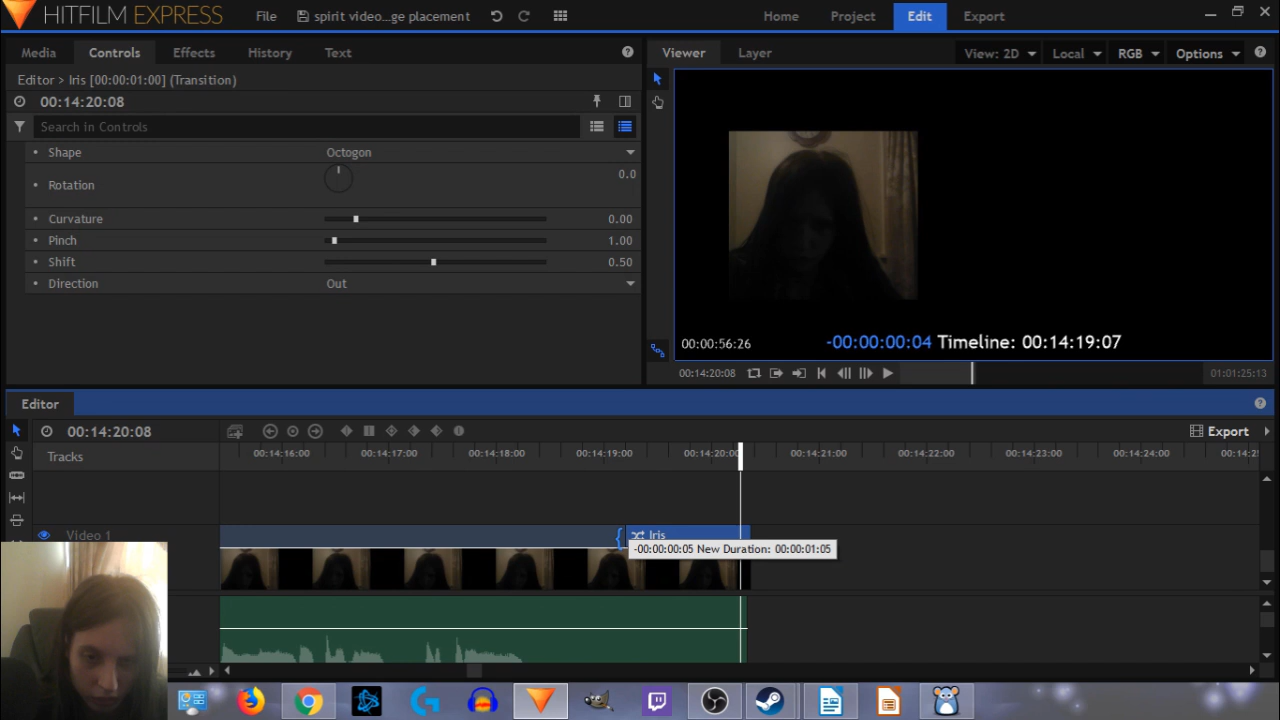 HITFILM EXPRESS File spirit video...ge placement Home Project Edit Export
Media Controls Effects History Text Viewer Layer View: 2D Local RGB Options
Editor > Iris [00:00:01:00] (Transition)
00:14:20:08
Search in Controls
Shape Octogon
Rotation 0.0
Curvature 0.00
Pinch 1.00
Shift 0.50
Direction Out
00:00:56:26 -00:00:00:04 Timeline: 00:14:19:07
00:14:20:08 01:01:25:13
Editor
00:14:20:08 Export
Tracks 00:14:16:00 00:14:17:00 00:14:18:00 00:14:19:00 00:14:20:00 00:14:21:00 00:14:22:00 00:14:23:00 00:14:24:00
Video 1 Iris
-00:00:00:05 New Duration: 00:00:01:05